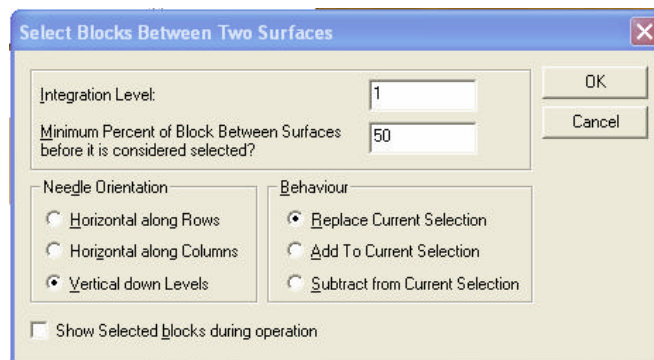 Select Blocks Between Two Surfaces
Integration Level:
1
OK
Minimum Percent of Block Between Surfaces
before it is considered selected?
50
Cancel
Needle Orientation
Horizontal along Rows
Horizontal along Columns
Vertical down Levels
Behaviour
Replace Current Selection
Add To Current Selection
Subtract from Current Selection
Show Selected blocks during operation